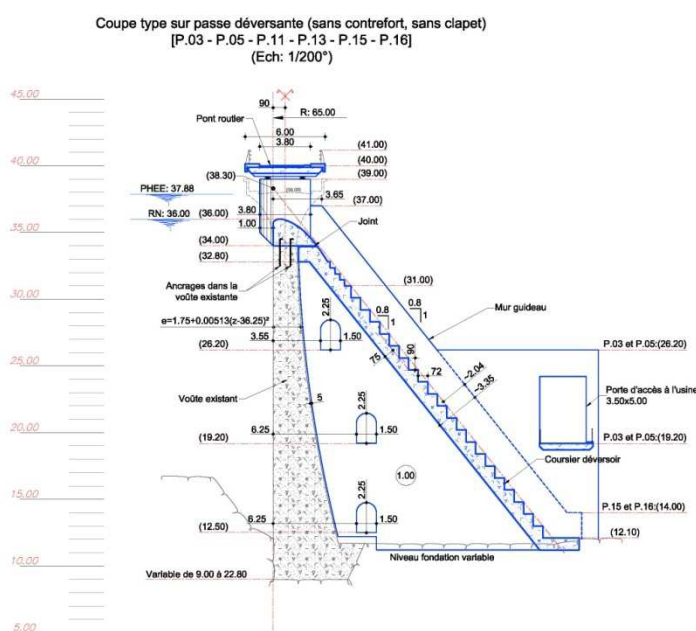 Coupe type sur passe déversante (sans contrefort, sans clapet)
[P.03 - P.05 - P.11 - P.13 - P.15 - P.16]
(Ech: 1/200°)
45.00
90
R: 65.00
Pont routier
6.00
3.80
(41.00)
40.00
(40.00)
(39.00)
(38.30)
PHEE: 37.88
3.65
(37.00)
3.80
RN: 36.00
(36.00)
1.00
Joint
35.00
(34.00)
(32.80)
Ancrages dans la
voûte existante
(31.00)
30.00
0.8
1
0.8
1
Mur guideau
2.25
e=1.75+0.00513(z-36.25)²
3.55
1.50
(26.20)
90
75
P.03 et P.05:(26.20)
25.00
72
~2.04
~3.35
Voûte existant
5
2.25
Porte d'accès à l'usine
3.50x5.00
20.00
6.25
1.50
(19.20)
P.03 et P.05:(19.20)
Coursier déversoir
1.00
2.25
15.00
6.25
1.50
P.15 et P.16:(14.00)
(12.50)
(12.10)
Niveau fondation variable
10.00
Variable de 9.00 à 22.80
5.00